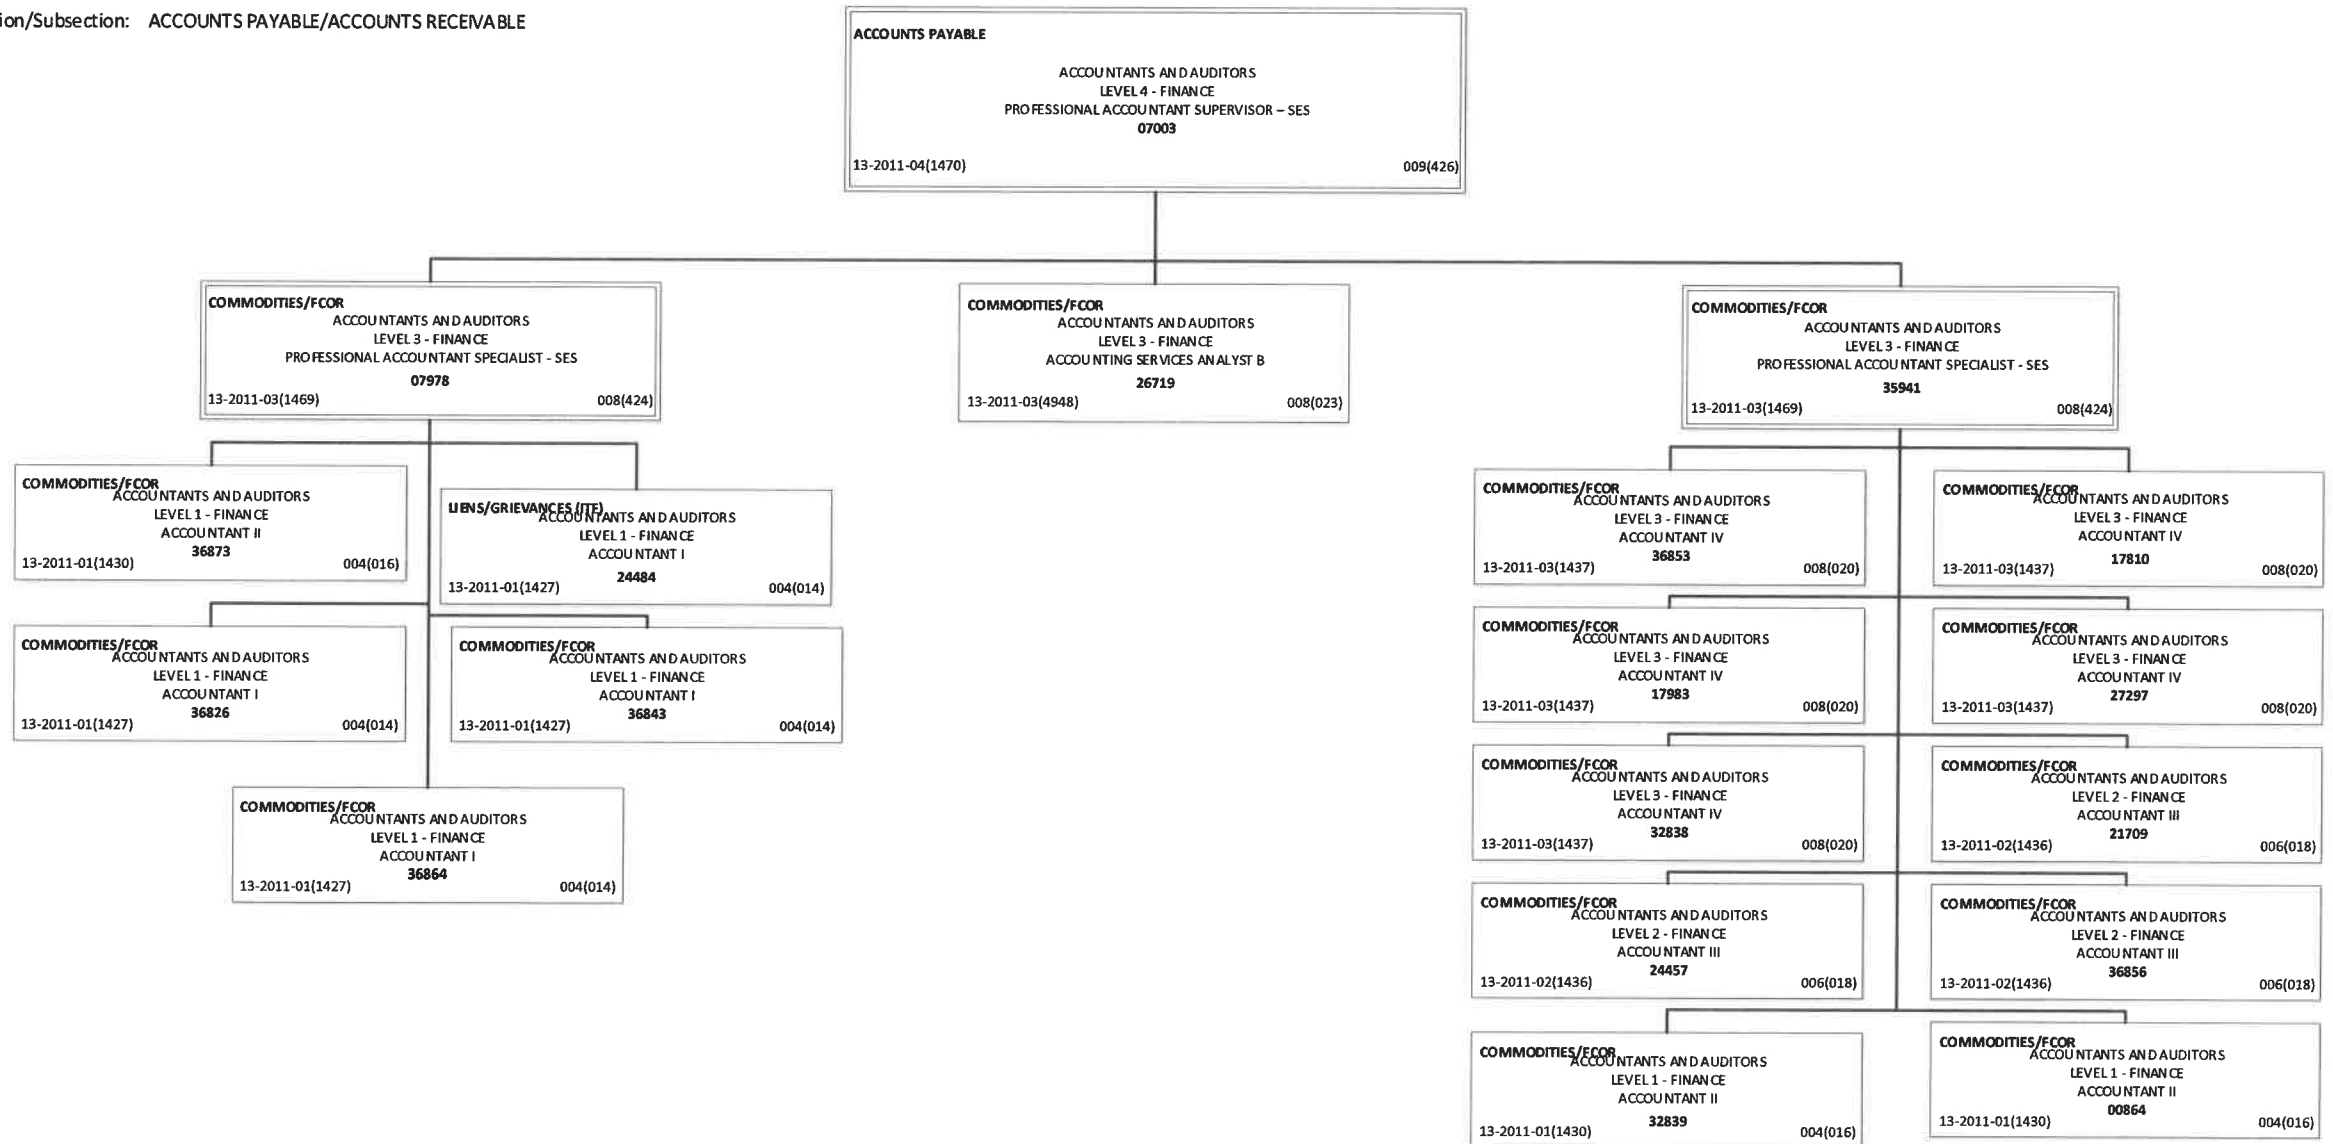 ion/Subsection: ACCOUNTS PAYABLE/ACCOUNTS RECEIVABLE
ACCOUNTS PAYABLE
ACCOUNTANTS AND AUDITORS
LEVEL 4 - FINANCE
PROFESSIONAL ACCOUNTANT SUPERVISOR – SES
07003
13-2011-04(1470) 009(426)
COMMODITIES/FCOR
ACCOUNTANTS AND AUDITORS
LEVEL 3 - FINANCE
PROFESSIONAL ACCOUNTANT SPECIALIST - SES
07978
13-2011-03(1469) 008(424)
COMMODITIES/FCOR
ACCOUNTANTS AND AUDITORS
LEVEL 3 - FINANCE
ACCOUNTING SERVICES ANALYST B
26719
13-2011-03(4948) 008(023)
COMMODITIES/FCOR
ACCOUNTANTS AND AUDITORS
LEVEL 3 - FINANCE
PROFESSIONAL ACCOUNTANT SPECIALIST - SES
35941
13-2011-03(1469) 008(424)
COMMODITIES/FCOR
ACCOUNTANTS AND AUDITORS
LEVEL 1 - FINANCE
ACCOUNTANT II
36873
13-2011-01(1430) 004(016)
LIENS/GRIEVANCES (ITF)
ACCOUNTANTS AND AUDITORS
LEVEL 1 - FINANCE
ACCOUNTANT I
24484
13-2011-01(1427) 004(014)
COMMODITIES/FCOR
ACCOUNTANTS AND AUDITORS
LEVEL 1 - FINANCE
ACCOUNTANT I
36826
13-2011-01(1427) 004(014)
COMMODITIES/FCOR
ACCOUNTANTS AND AUDITORS
LEVEL 1 - FINANCE
ACCOUNTANT I
36843
13-2011-01(1427) 004(014)
COMMODITIES/FCOR
ACCOUNTANTS AND AUDITORS
LEVEL 1 - FINANCE
ACCOUNTANT I
36864
13-2011-01(1427) 004(014)
COMMODITIES/FCOR
ACCOUNTANTS AND AUDITORS
LEVEL 3 - FINANCE
ACCOUNTANT IV
36853
13-2011-03(1437) 008(020)
COMMODITIES/FCOR
ACCOUNTANTS AND AUDITORS
LEVEL 3 - FINANCE
ACCOUNTANT IV
17810
13-2011-03(1437) 008(020)
COMMODITIES/FCOR
ACCOUNTANTS AND AUDITORS
LEVEL 3 - FINANCE
ACCOUNTANT IV
17983
13-2011-03(1437) 008(020)
COMMODITIES/FCOR
ACCOUNTANTS AND AUDITORS
LEVEL 3 - FINANCE
ACCOUNTANT IV
27297
13-2011-03(1437) 008(020)
COMMODITIES/FCOR
ACCOUNTANTS AND AUDITORS
LEVEL 3 - FINANCE
ACCOUNTANT IV
32838
13-2011-03(1437) 008(020)
COMMODITIES/FCOR
ACCOUNTANTS AND AUDITORS
LEVEL 2 - FINANCE
ACCOUNTANT III
21709
13-2011-02(1436) 006(018)
COMMODITIES/FCOR
ACCOUNTANTS AND AUDITORS
LEVEL 2 - FINANCE
ACCOUNTANT III
24457
13-2011-02(1436) 006(018)
COMMODITIES/FCOR
ACCOUNTANTS AND AUDITORS
LEVEL 2 - FINANCE
ACCOUNTANT III
36856
13-2011-02(1436) 006(018)
COMMODITIES/FCOR
ACCOUNTANTS AND AUDITORS
LEVEL 1 - FINANCE
ACCOUNTANT II
32839
13-2011-01(1430) 004(016)
COMMODITIES/FCOR
ACCOUNTANTS AND AUDITORS
LEVEL 1 - FINANCE
ACCOUNTANT II
00864
13-2011-01(1430) 004(016)